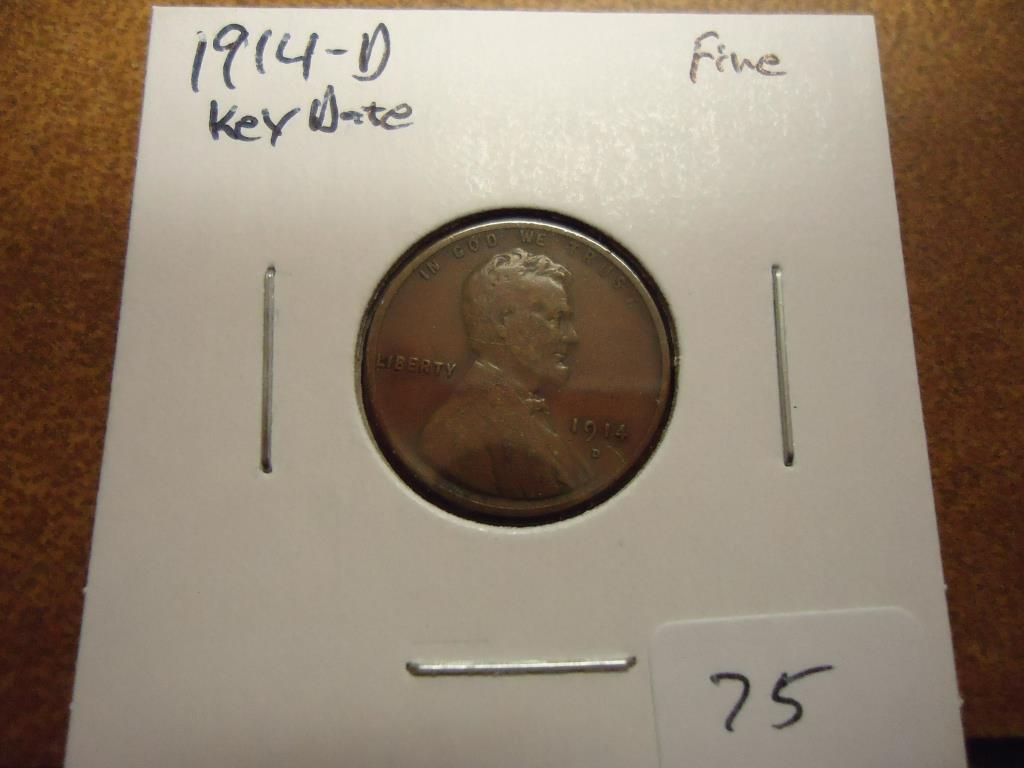 1914-D
Fine
Key Date
IN GOD WE TRUST
LIBERTY
1914
D
75